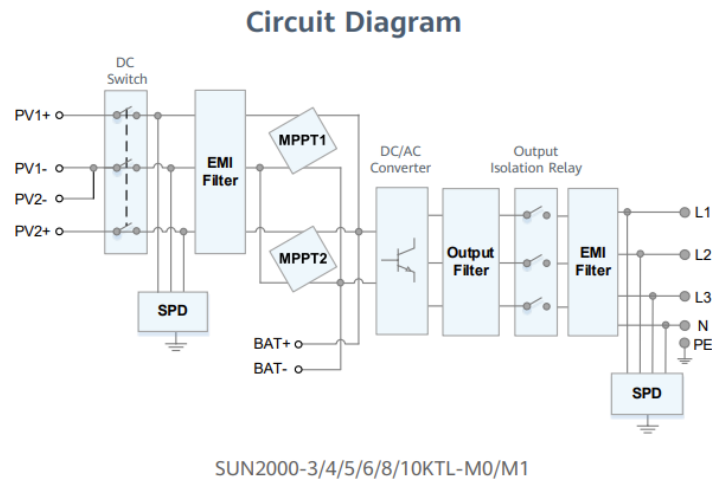 Circuit Diagram
DC
Switch
PV1+
PV1-
PV2-
PV2+
EMI
Filter
MPPT1
MPPT2
SPD
BAT+
BAT-
DC/AC
Converter
Output
Filter
Output
Isolation Relay
EMI
Filter
L1
L2
L3
N
PE
SPD
SUN2000-3/4/5/6/8/10KTL-M0/M1